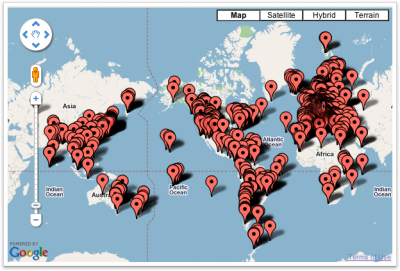 Map Satellite Hybrid Terrain
Asia
Atlantic
Ocean
Africa
Indian
Ocean
Austra
Pacific
Ocean
Indian
Ocean
POWERED BY
Google
Terms of Use